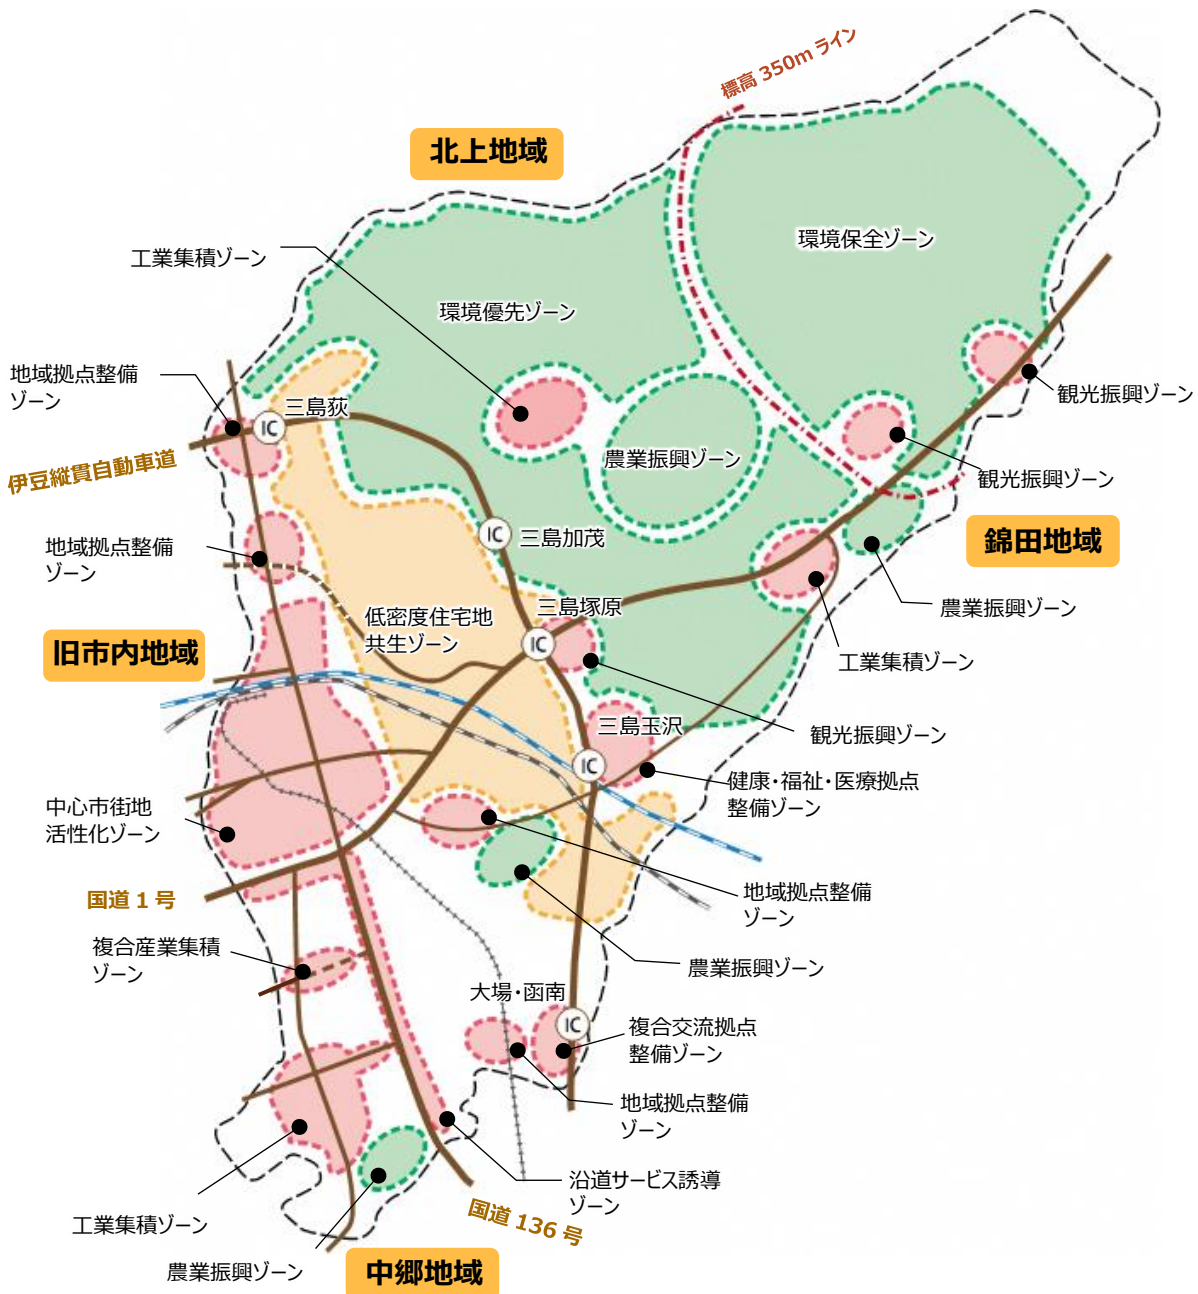 標高 350m ライン
北上地域
環境保全ゾーン
工業集積ゾーン
環境優先ゾーン
地域拠点整備
ゾーン
三島萩
IC
観光振興ゾーン
伊豆縦貫自動車道
農業振興ゾーン
観光振興ゾーン
IC
三島加茂
錦田地域
地域拠点整備
ゾーン
農業振興ゾーン
三島塚原
低密度住宅地
共生ゾーン
IC
旧市内地域
工業集積ゾーン
三島玉沢
観光振興ゾーン
IC
健康・福祉・医療拠点
整備ゾーン
中心市街地
活性化ゾーン
国道 1 号
地域拠点整備
ゾーン
複合産業集積
ゾーン
農業振興ゾーン
大場・函南
IC
複合交流拠点
整備ゾーン
地域拠点整備
ゾーン
沿道サービス誘導
ゾーン
国道 136 号
工業集積ゾーン
農業振興ゾーン
中郷地域